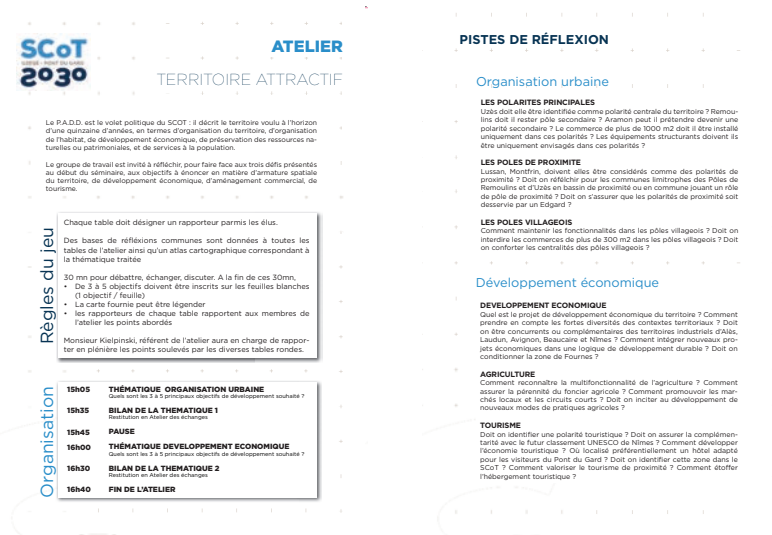 SCoT
UZÈGE - PONT DU GARD
2030
ATELIER
TERRITOIRE ATTRACTIF
Le P.A.D.D. est le volet politique du SCOT : il décrit le territoire voulu à l'horizon
d'une quinzaine d'années, en termes d'organisation du territoire, d'organisation
de l'habitat, de développement économique, de préservation des ressources na-
turelles ou patrimoniales, et de services à la population.
Le groupe de travail est invité à réfléchir, pour faire face aux trois défis présentés
au début du séminaire, aux objectifs à énoncer en matière d'armature spatiale
du territoire, de développement économique, d'aménagement commercial, de
tourisme.
Règles du jeu
Chaque table doit désigner un rapporteur parmis les élus.
Des bases de réfléxions communes sont données à toutes les
tables de l'atelier ainsi qu'un atlas cartographique correspondant à
la thématique traitée
30 mn pour débattre, échanger, discuter. A la fin de ces 30mn,
• De 3 à 5 objectifs doivent être inscrits sur les feuilles blanches
(1 objectif / feuille)
• La carte fournie peut être légender
• les rapporteurs de chaque table rapportent aux membres de
l'atelier les points abordés
Monsieur Kielpinski, référent de l'atelier aura en charge de rappor-
ter en plénière les points soulevés par les diverses tables rondes.
Organisation
15h05 THÉMATIQUE ORGANISATION URBAINE
Quels sont les 3 à 5 principaux objectifs de développement souhaité ?
15h35 BILAN DE LA THEMATIQUE 1
Restitution en Atelier des échanges
15h45 PAUSE
16h00 THÉMATIQUE DEVELOPPEMENT ECONOMIQUE
Quels sont les 3 à 5 principaux objectifs de développement souhaité ?
16h30 BILAN DE LA THEMATIQUE 2
Restitution en Atelier des échanges
16h40 FIN DE L'ATELIER
PISTES DE RÉFLEXION
Organisation urbaine
LES POLARITES PRINCIPALES
Uzès doit elle être identifiée comme polarité centrale du territoire ? Remou-
lins doit il rester pôle secondaire ? Aramon peut il prétendre devenir une
polarité secondaire ? Le commerce de plus de 1000 m2 doit il être installé
uniquement dans ces polarités ? Les équipements structurants doivent ils
être uniquement envisagés dans ces polarités ?
LES POLES DE PROXIMITE
Lussan, Montfrin, doivent elles être considérés comme des polarités de
proximité ? Doit on réfélchir pour les communes limitrophes des Pôles de
Remoulins et d'Uzès en bassin de proximité ou en commune jouant un rôle
de pôle de proximité ? Doit on s'assurer que les polarités de proximité soit
desservie par un Edgard ?
LES POLES VILLAGEOIS
Comment maintenir les fonctionnalités dans les pôles villageois ? Doit on
interdire les commerces de plus de 300 m2 dans les pôles villageois ? Doit
on conforter les centralités des pôles villageois ?
Développement économique
DEVELOPPEMENT ECONOMIQUE
Quel est le projet de développement économique du territoire ? Comment
prendre en compte les fortes diversités des contextes territoriaux ? Doit
on être concurrents ou complémentaires des territoires industriels d'Alès,
Laudun, Avignon, Beaucaire et Nîmes ? Comment intégrer nouveaux pro-
jets économiques dans une logique de développement durable ? Doit on
conditionner la zone de Fournes ?
AGRICULTURE
Comment reconnaître la multifonctionnalité de l'agriculture ? Comment
assurer la pérennité du foncier agricole ? Comment promouvoir les mar-
chés locaux et les circuits courts ? Doit on inciter au développement de
nouveaux modes de pratiques agricoles ?
TOURISME
Doit on identifier une polarité touristique ? Doit on assurer la complémen-
tarité avec le futur classement UNESCO de Nîmes ? Comment développer
l'économie touristique ? Où localisé préférentiellement un hôtel adapté
pour les visiteurs du Pont du Gard ? Doit on identifier cette zone dans le
SCoT ? Comment valoriser le tourisme de proximité ? Comment étoffer
l'hébergement touristique ?